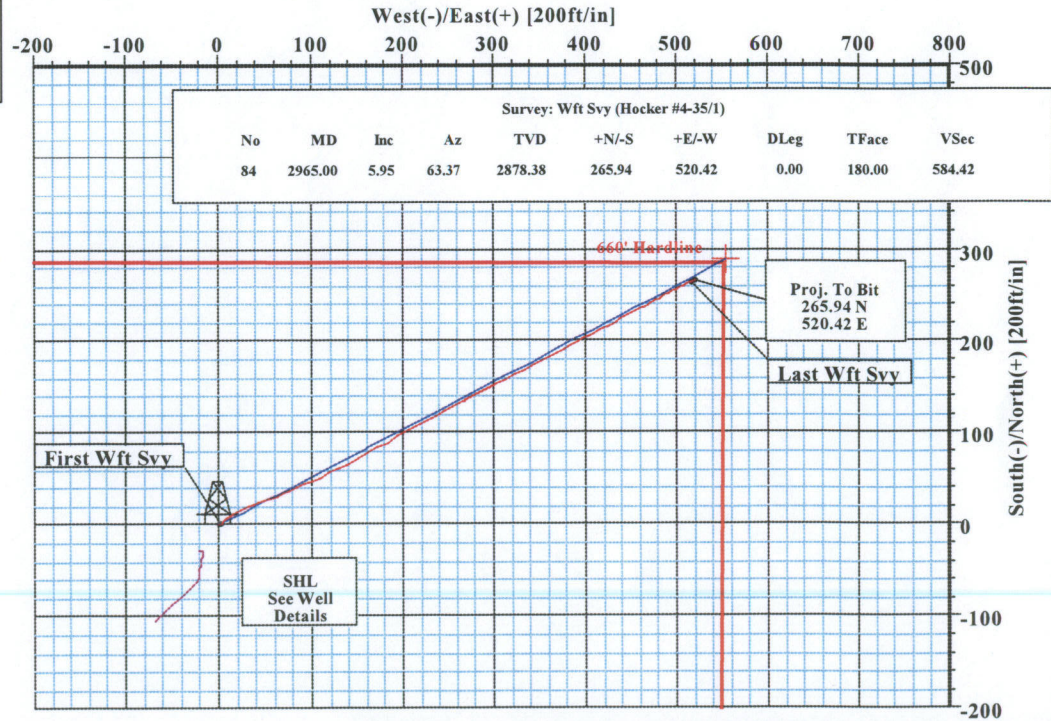 West(-)/East(+) [200ft/in]
-200 -100 0 100 200 300 400 500 600 700 800
500
Survey: Wft Svy (Hocker #4-35/1)
No MD Inc Az TVD +N/-S +E/-W DLeg TFace VSec
84 2965.00 5.95 63.37 2878.38 265.94 520.42 0.00 180.00 584.42
660' Hardline
300
Proj. To Bit
265.94 N
520.42 E
200
Last Wft Svy
100
First Wft Svy
0
South(-)/North(+) [200ft/in]
SHL
See Well
Details
-100
-200